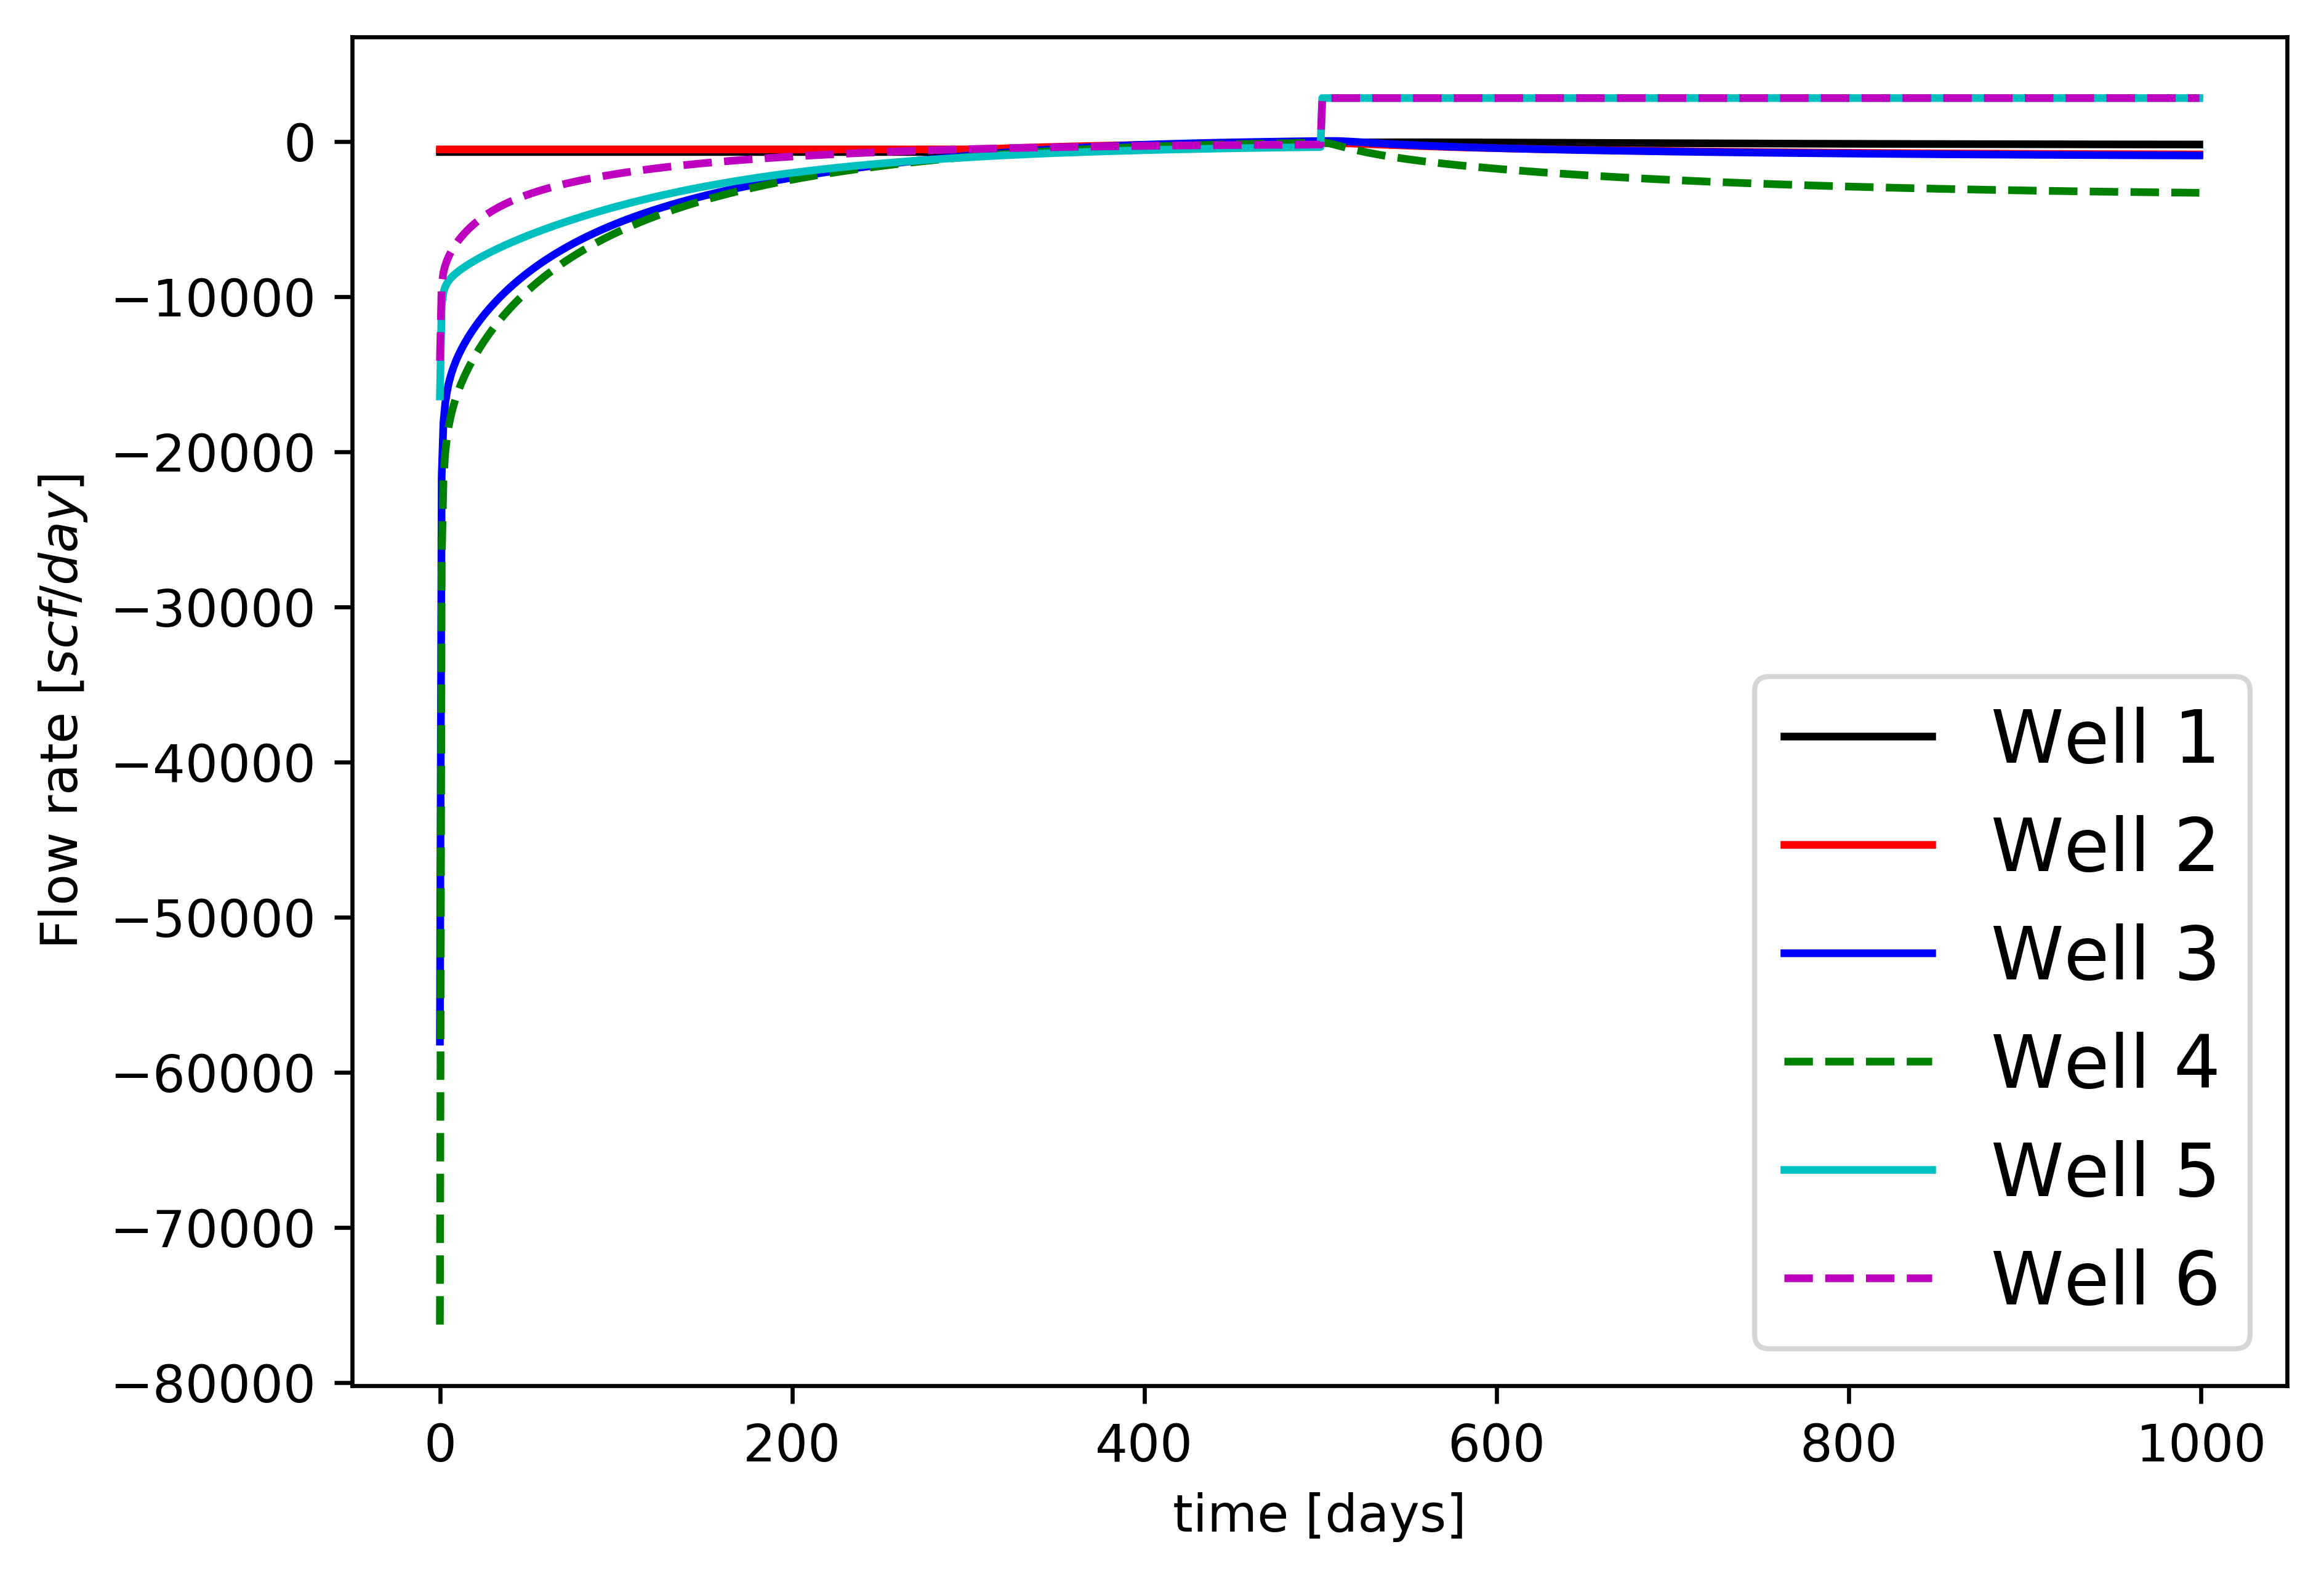 Flow rate [scf/day]
0
−10000
−20000
−30000
−40000
−50000
−60000
−70000
−80000
0 200 400 600 800 1000
time [days]
Well 1
Well 2
Well 3
Well 4
Well 5
Well 6